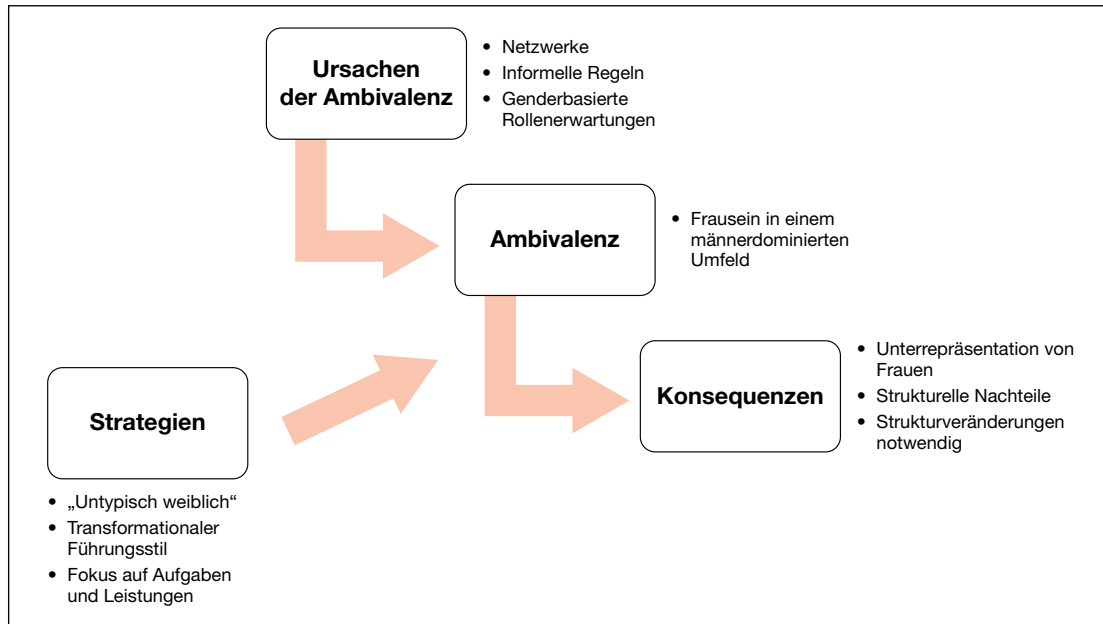 Ursachen
der Ambivalenz
• Netzwerke
• Informelle Regeln
• Genderbasierte
Rollenerwartungen
Ambivalenz
• Frausein in einem
männerdominierten
Umfeld
Konsequenzen
• Unterrepräsentation von
Frauen
• Strukturelle Nachteile
• Strukturveränderungen
notwendig
Strategien
• „Untypisch weiblich“
• Transformationaler
Führungsstil
• Fokus auf Aufgaben
und Leistungen